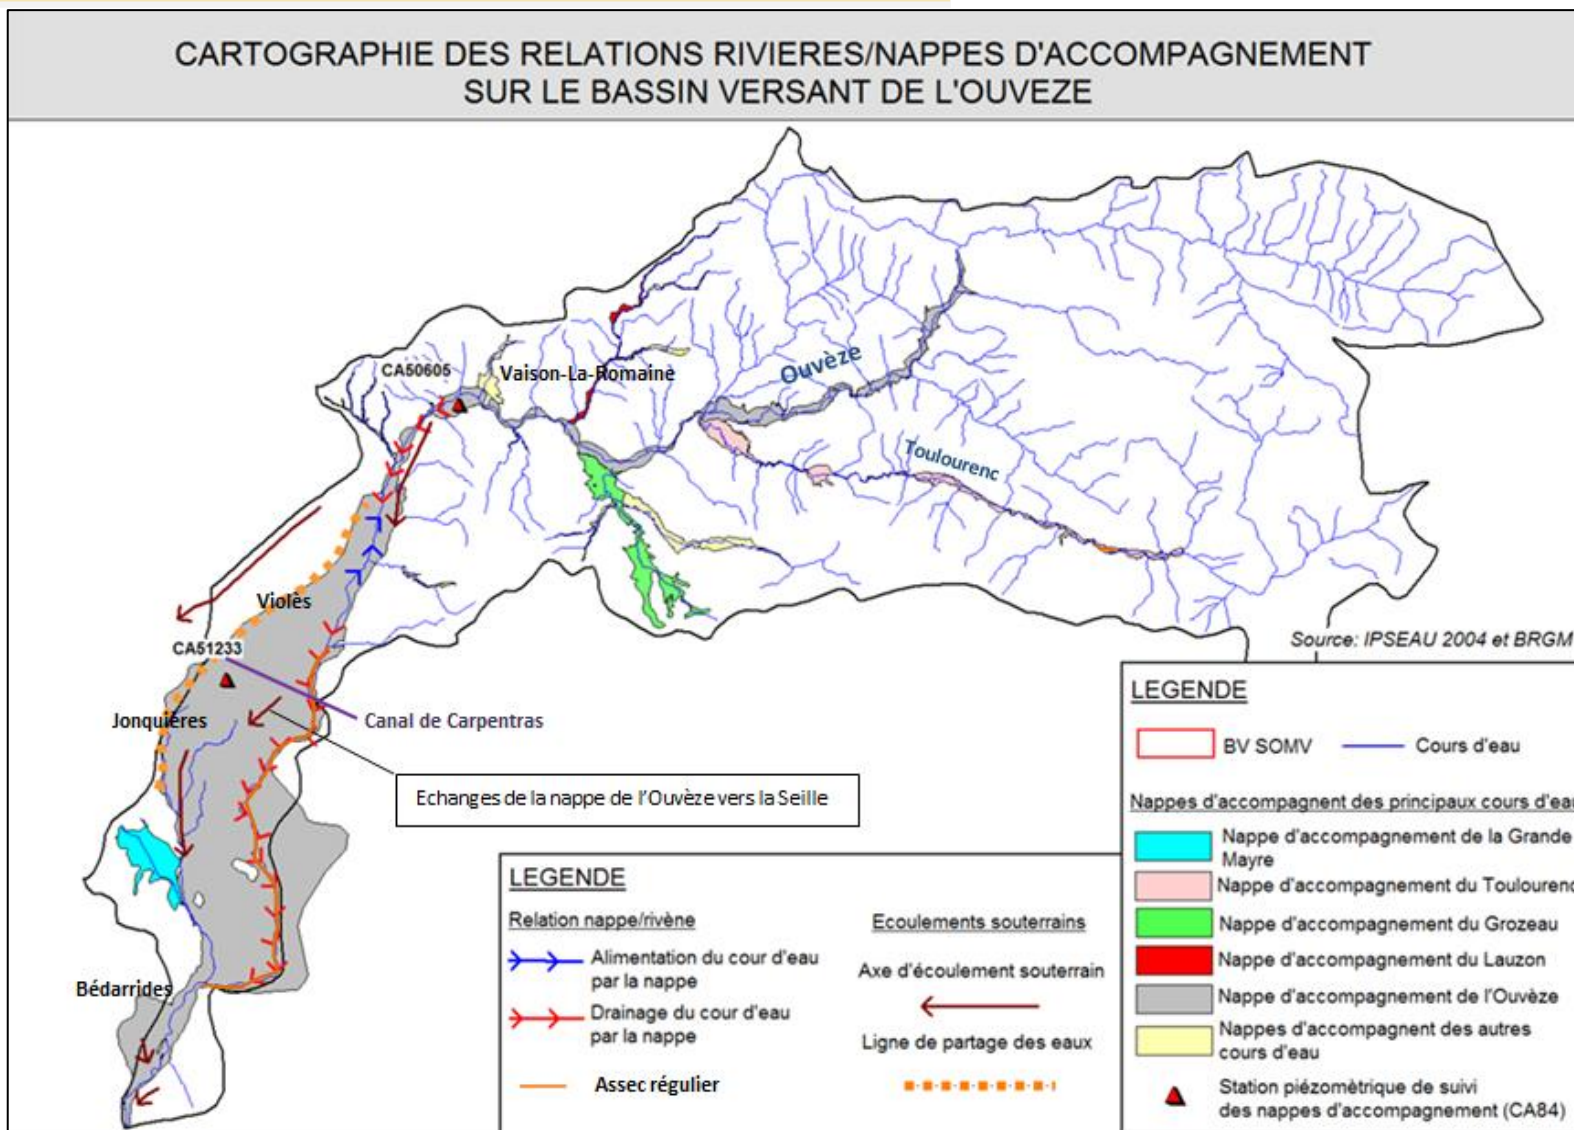 CARTOGRAPHIE DES RELATIONS RIVIERES/NAPPES D'ACCOMPAGNEMENT
SUR LE BASSIN VERSANT DE L'OUVEZE
CA50605
Vaison-La-Romaine
Ouvèze
Toulourenc
Violès
CA51233
Jonquières
Canal de Carpentras
Echanges de la nappe de l'Ouvèze vers la Seille
Bédarrides
Source: IPSEAU 2004 et BRGM
LEGENDE
Relation nappe/rivène
Alimentation du cour d'eau
par la nappe
Drainage du cour d'eau
par la nappe
Assec régulier
Ecoulements souterrains
Axe d'écoulement souterrain
Ligne de partage des eaux
LEGENDE
BV SOMV
Cours d'eau
Nappes d'accompagnent des principaux cours d'eau
Nappe d'accompagnement de la Grande
Mayre
Nappe d'accompagnement du Toulourenc
Nappe d'accompagnement du Grozeau
Nappe d'accompagnement du Lauzon
Nappe d'accompagnement de l'Ouvèze
Nappes d'accompagnent des autres
cours d'eau
Station piézomètrique de suivi
des nappes d'accompagnement (CA84)